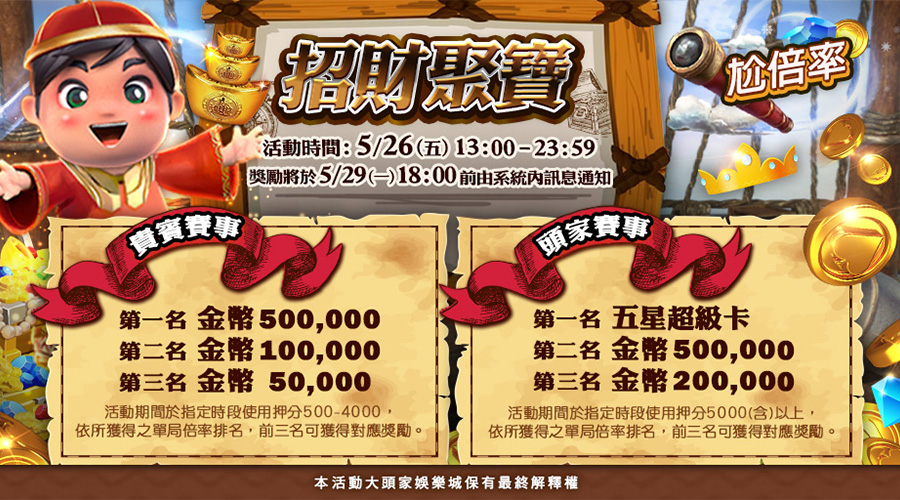 招財聚寶
尬倍率
活動時間：5/26(五) 13:00－23:59
獎勵將於5/29(一)18:00前由系統內訊息通知
貴賓賽事
第一名 金幣 500,000
第二名 金幣 100,000
第三名 金幣 50,000
活動期間於指定時段使用押分500-4000，
依所獲得之單局倍率排名，前三名可獲得對應獎勵。
頭家賽事
第一名 五星超級卡
第二名 金幣 500,000
第三名 金幣 200,000
活動期間於指定時段使用押分5000(含)以上，
依所獲得之單局倍率排名，前三名可獲得對應獎勵。
本活動大頭家娛樂城保有最終解釋權